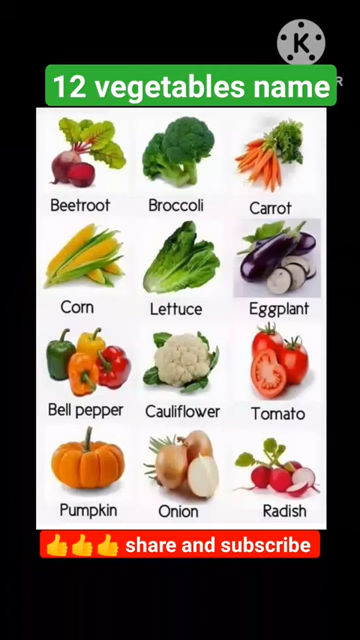 K
R
12 vegetables name
Beetroot Broccoli Carrot
Corn Lettuce Eggplant
Bell pepper Cauliflower Tomato
Pumpkin Onion Radish
👍👍👍 share and subscribe